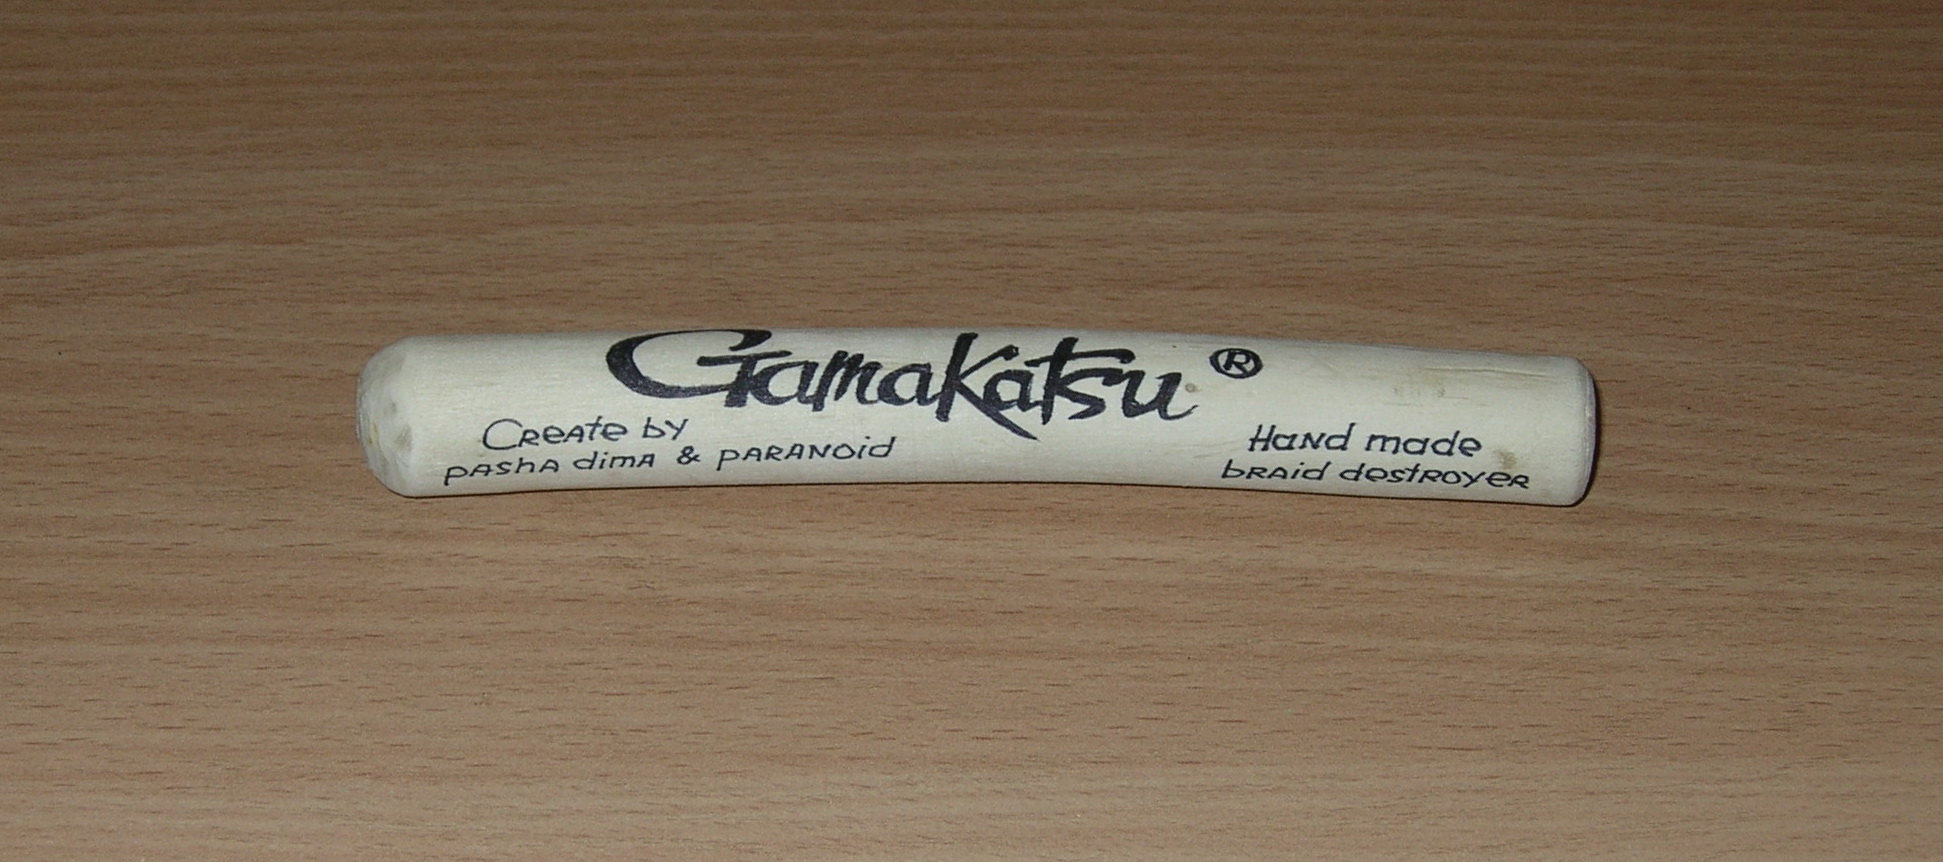 Gamakatsu ®
Create by
pasha dima & PARANoid
Hand made
bRAid destROyeR